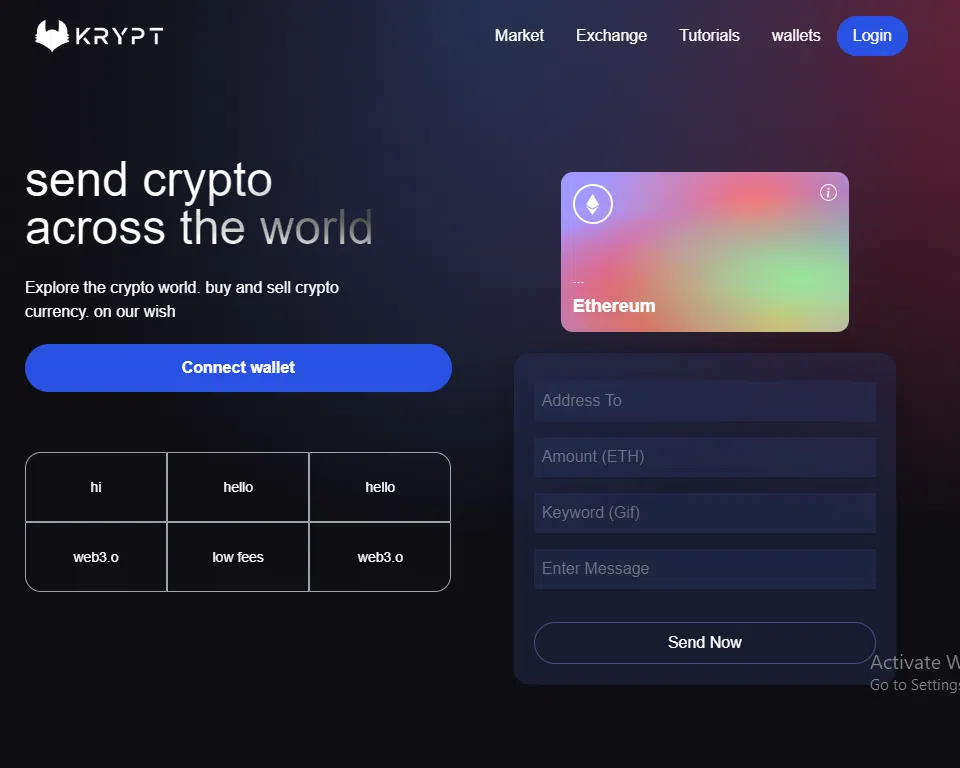 KRYPT
Market Exchange Tutorials wallets Login
send crypto
across the world
Explore the crypto world. buy and sell crypto
currency. on our wish
Connect wallet
hi hello hello
web3.o low fees web3.o
i
---
Ethereum
Address To
Amount (ETH)
Keyword (Gif)
Enter Message
Send Now
Activate W
Go to Settings